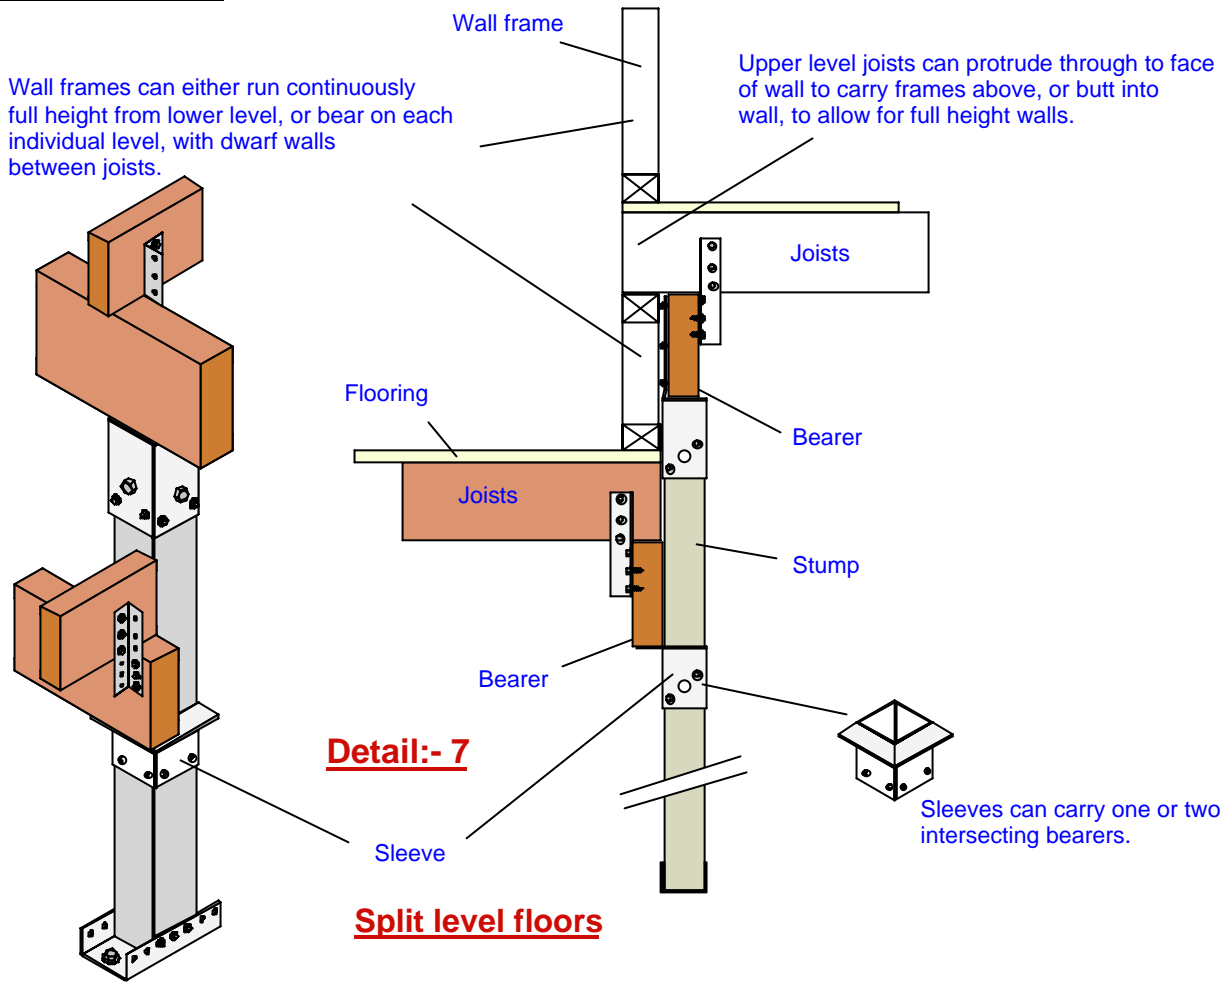 Wall frame
Wall frames can either run continuously
full height from lower level, or bear on each
individual level, with dwarf walls
between joists.
Upper level joists can protrude through to face
of wall to carry frames above, or butt into
wall, to allow for full height walls.
Joists
Flooring
Bearer
Joists
Stump
Bearer
Detail:- 7
Sleeves can carry one or two
intersecting bearers.
Sleeve
Split level floors